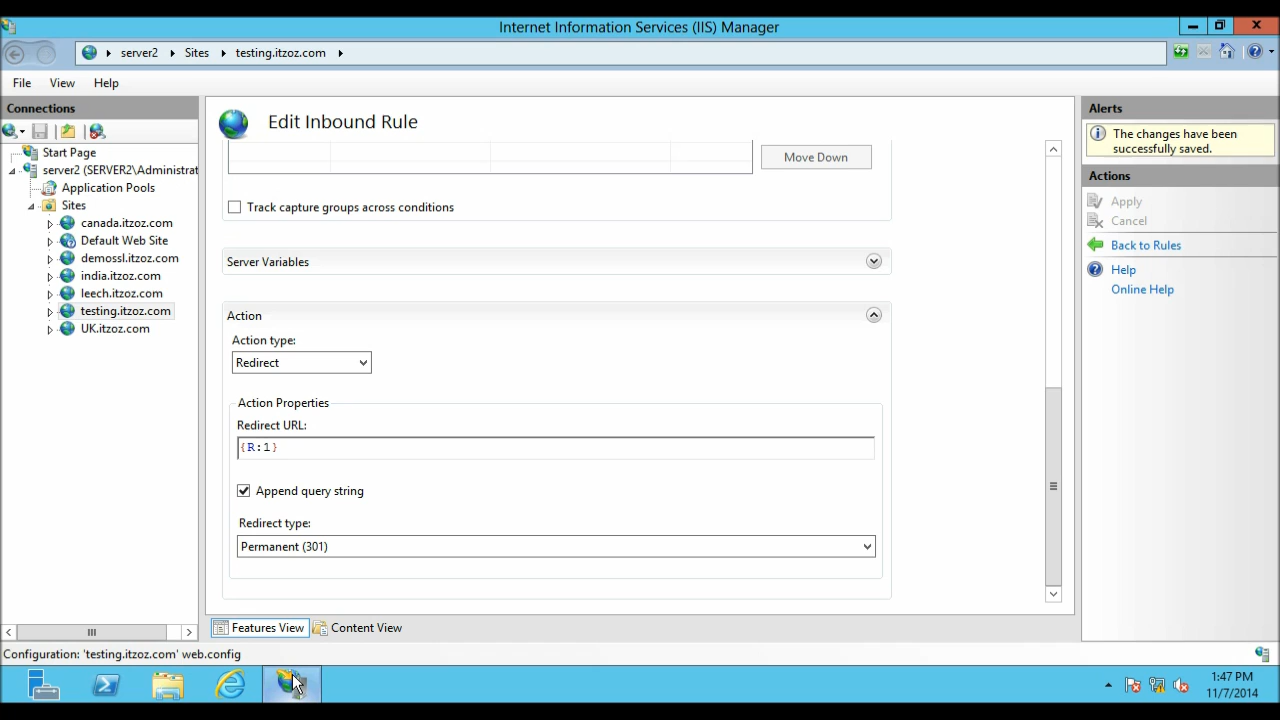 Internet Information Services (IIS) Manager
server2
Sites
testing.itzoz.com
File
View
Help
Connections
Start Page
server2 (SERVER2\Administrat
Application Pools
Sites
canada.itzoz.com
Default Web Site
demossl.itzoz.com
india.itzoz.com
leech.itzoz.com
testing.itzoz.com
UK.itzoz.com
Edit Inbound Rule
Move Down
Track capture groups across conditions
Server Variables
Action
Action type:
Redirect
Action Properties
Redirect URL:
{R:1}
Append query string
Redirect type:
Permanent (301)
Features View
Content View
Alerts
The changes have been
successfully saved.
Actions
Apply
Cancel
Back to Rules
Help
Online Help
Configuration: 'testing.itzoz.com' web.config
1:47 PM
11/7/2014